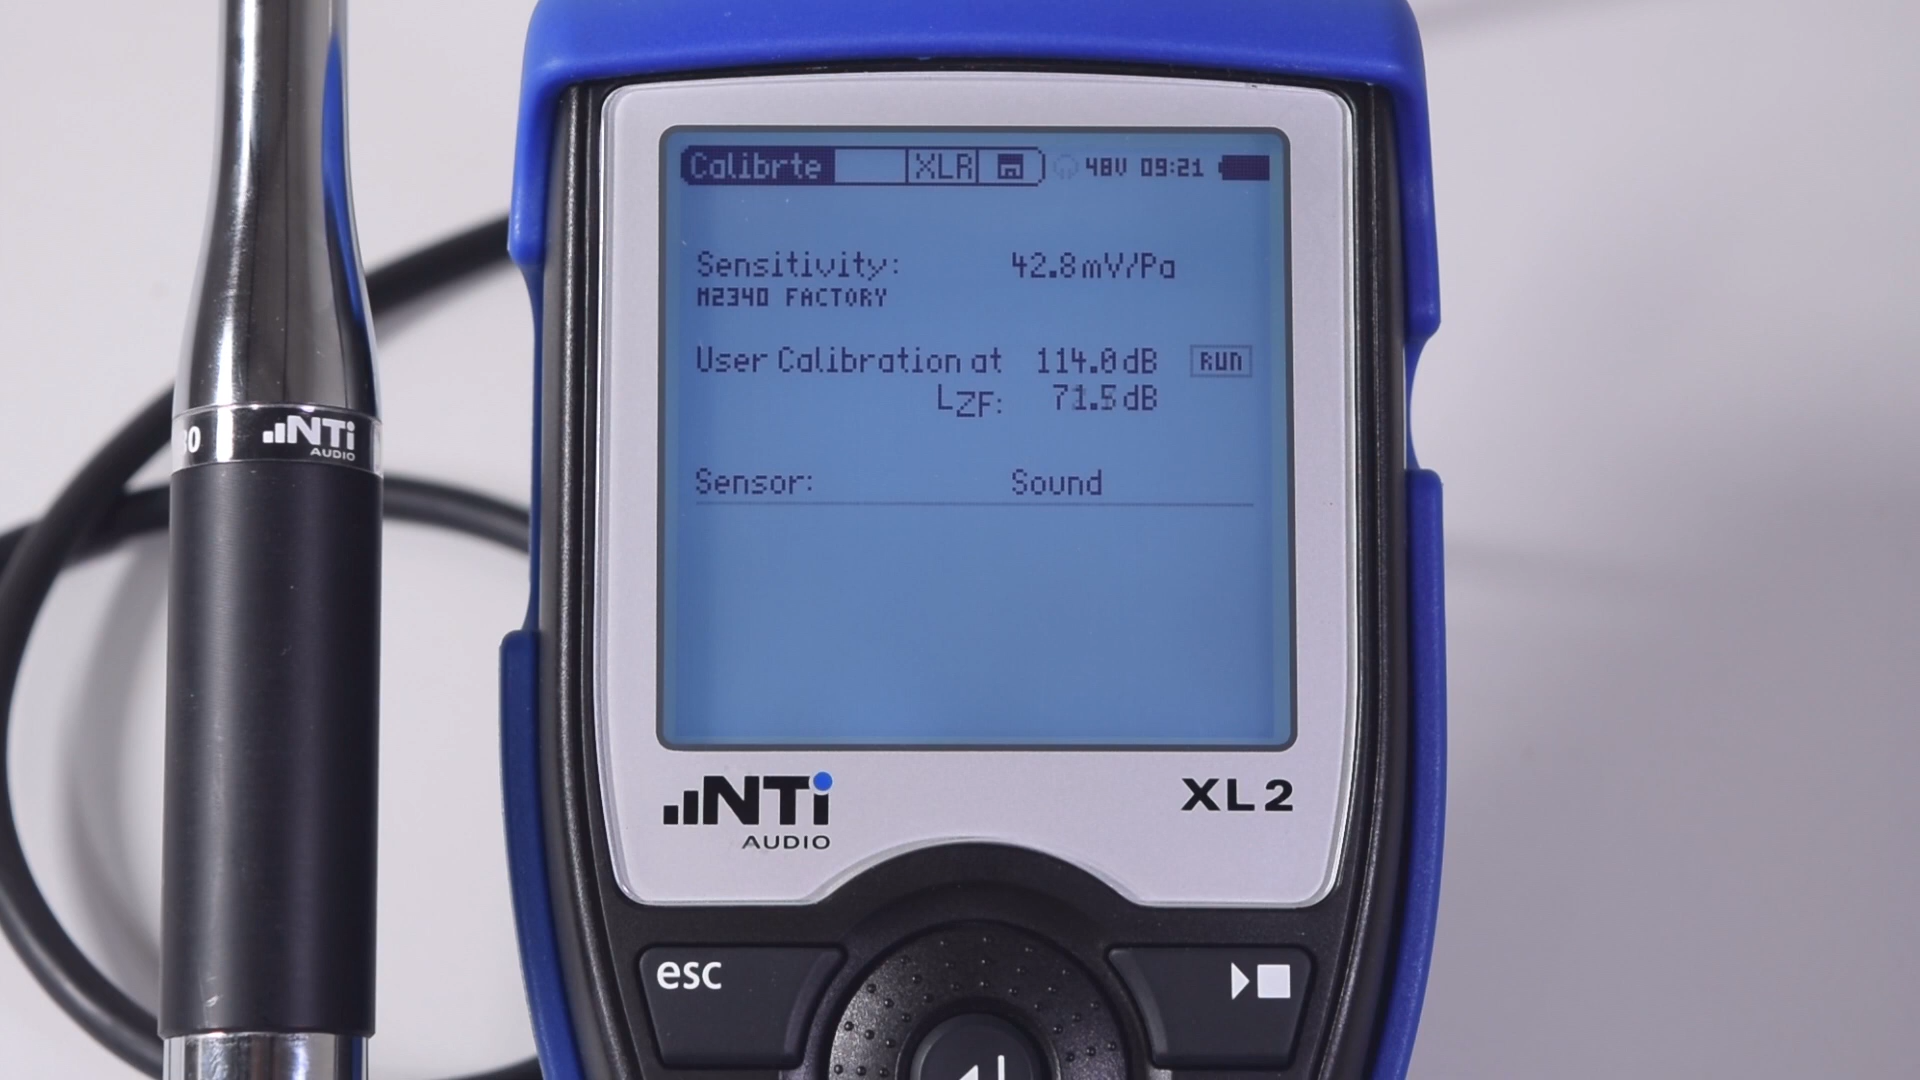 Calibrte XLR 48V 09:21
Sensitivity: 42.8mV/Pa
M2340 FACTORY
User Calibration at 114.0dB RUN
LZF: 71.5dB
Sensor: Sound
NTi
AUDIO
NTi
AUDIO
XL2
esc